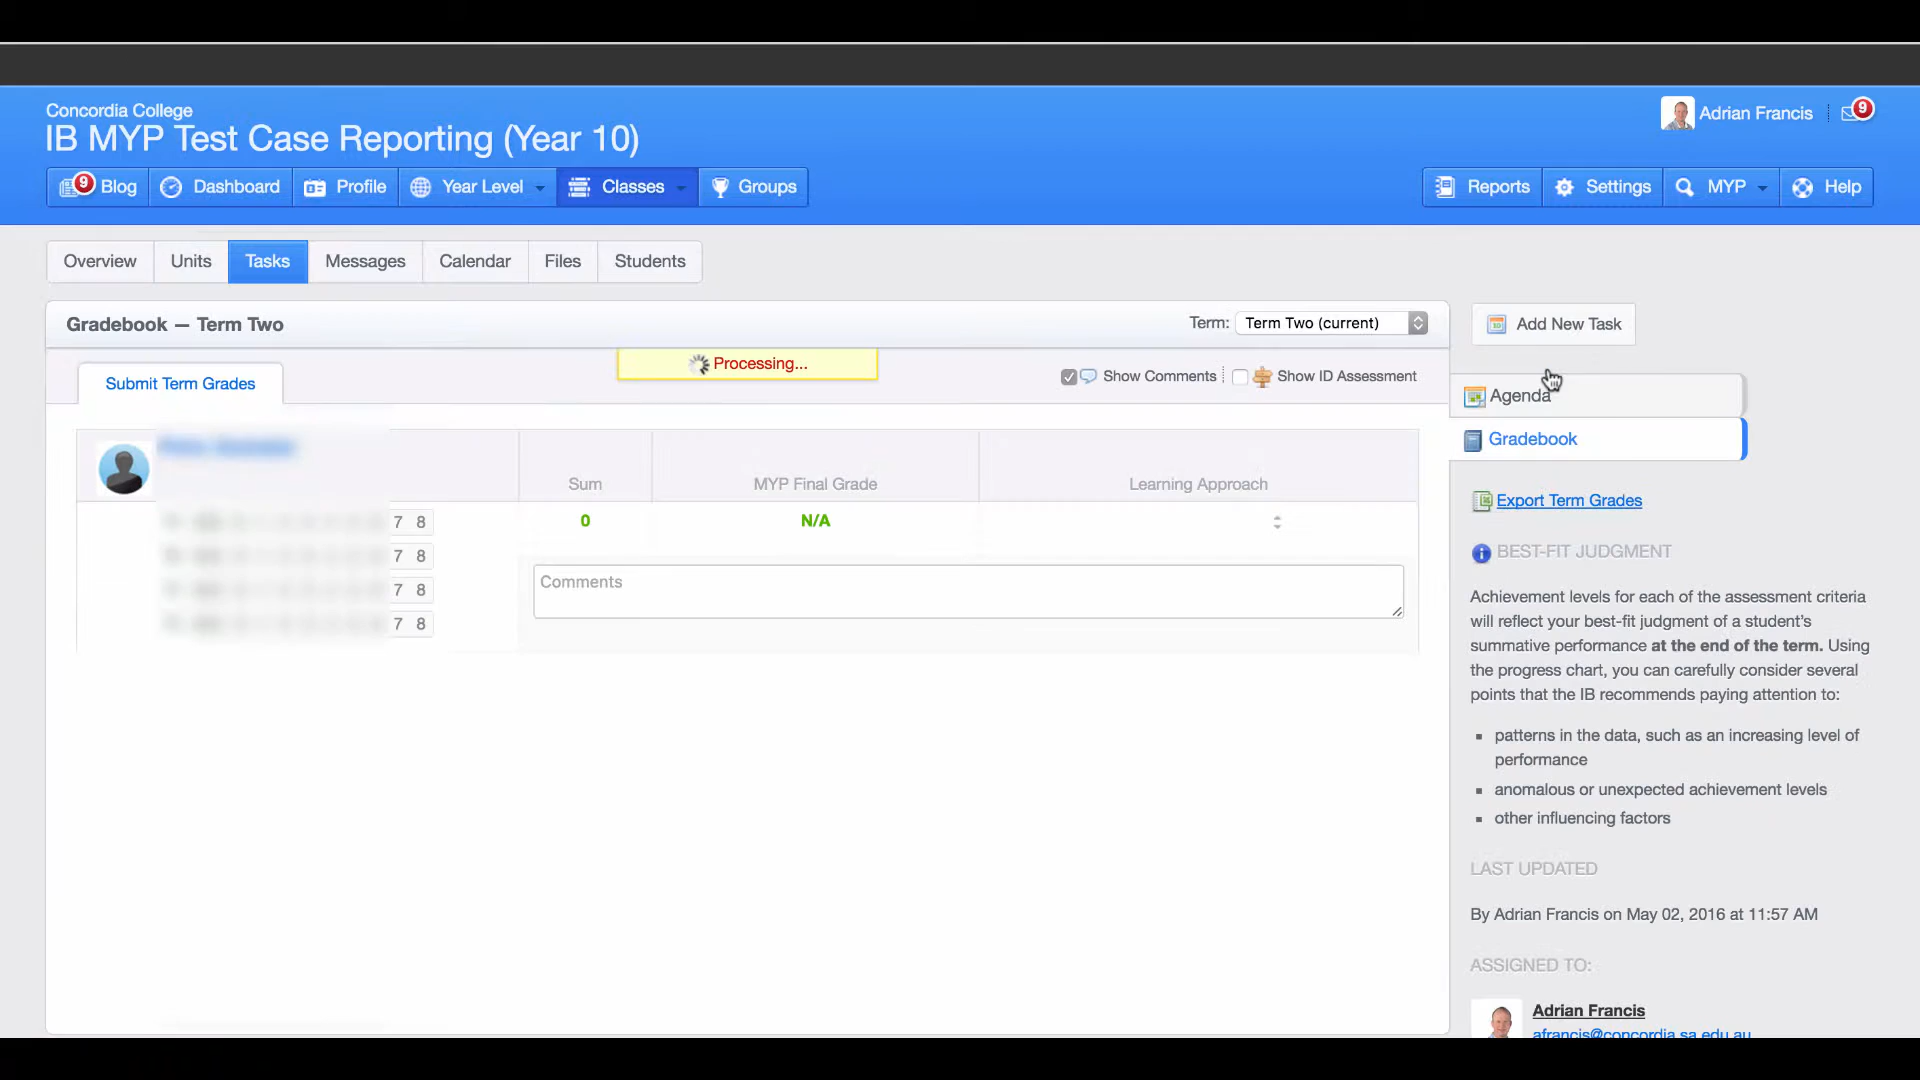 Concordia College
IB MYP Test Case Reporting (Year 10)
Adrian Francis
9
9 Blog
Dashboard
Profile
Year Level
Classes
Groups
Reports
Settings
MYP
Help
Overview
Units
Tasks
Messages
Calendar
Files
Students
Gradebook — Term Two
Term: Term Two (current)
Add New Task
Processing...
Submit Term Grades
Show Comments
Show ID Assessment
Agenda
Gradebook
Sum
MYP Final Grade
Learning Approach
7 8
0
N/A
7 8
Comments
7 8
7 8
Export Term Grades
BEST-FIT JUDGMENT
Achievement levels for each of the assessment criteria
will reflect your best-fit judgment of a student's
summative performance at the end of the term. Using
the progress chart, you can carefully consider several
points that the IB recommends paying attention to:
patterns in the data, such as an increasing level of
performance
anomalous or unexpected achievement levels
other influencing factors
LAST UPDATED
By Adrian Francis on May 02, 2016 at 11:57 AM
ASSIGNED TO:
Adrian Francis
afrancis@concordia.sa.edu.au